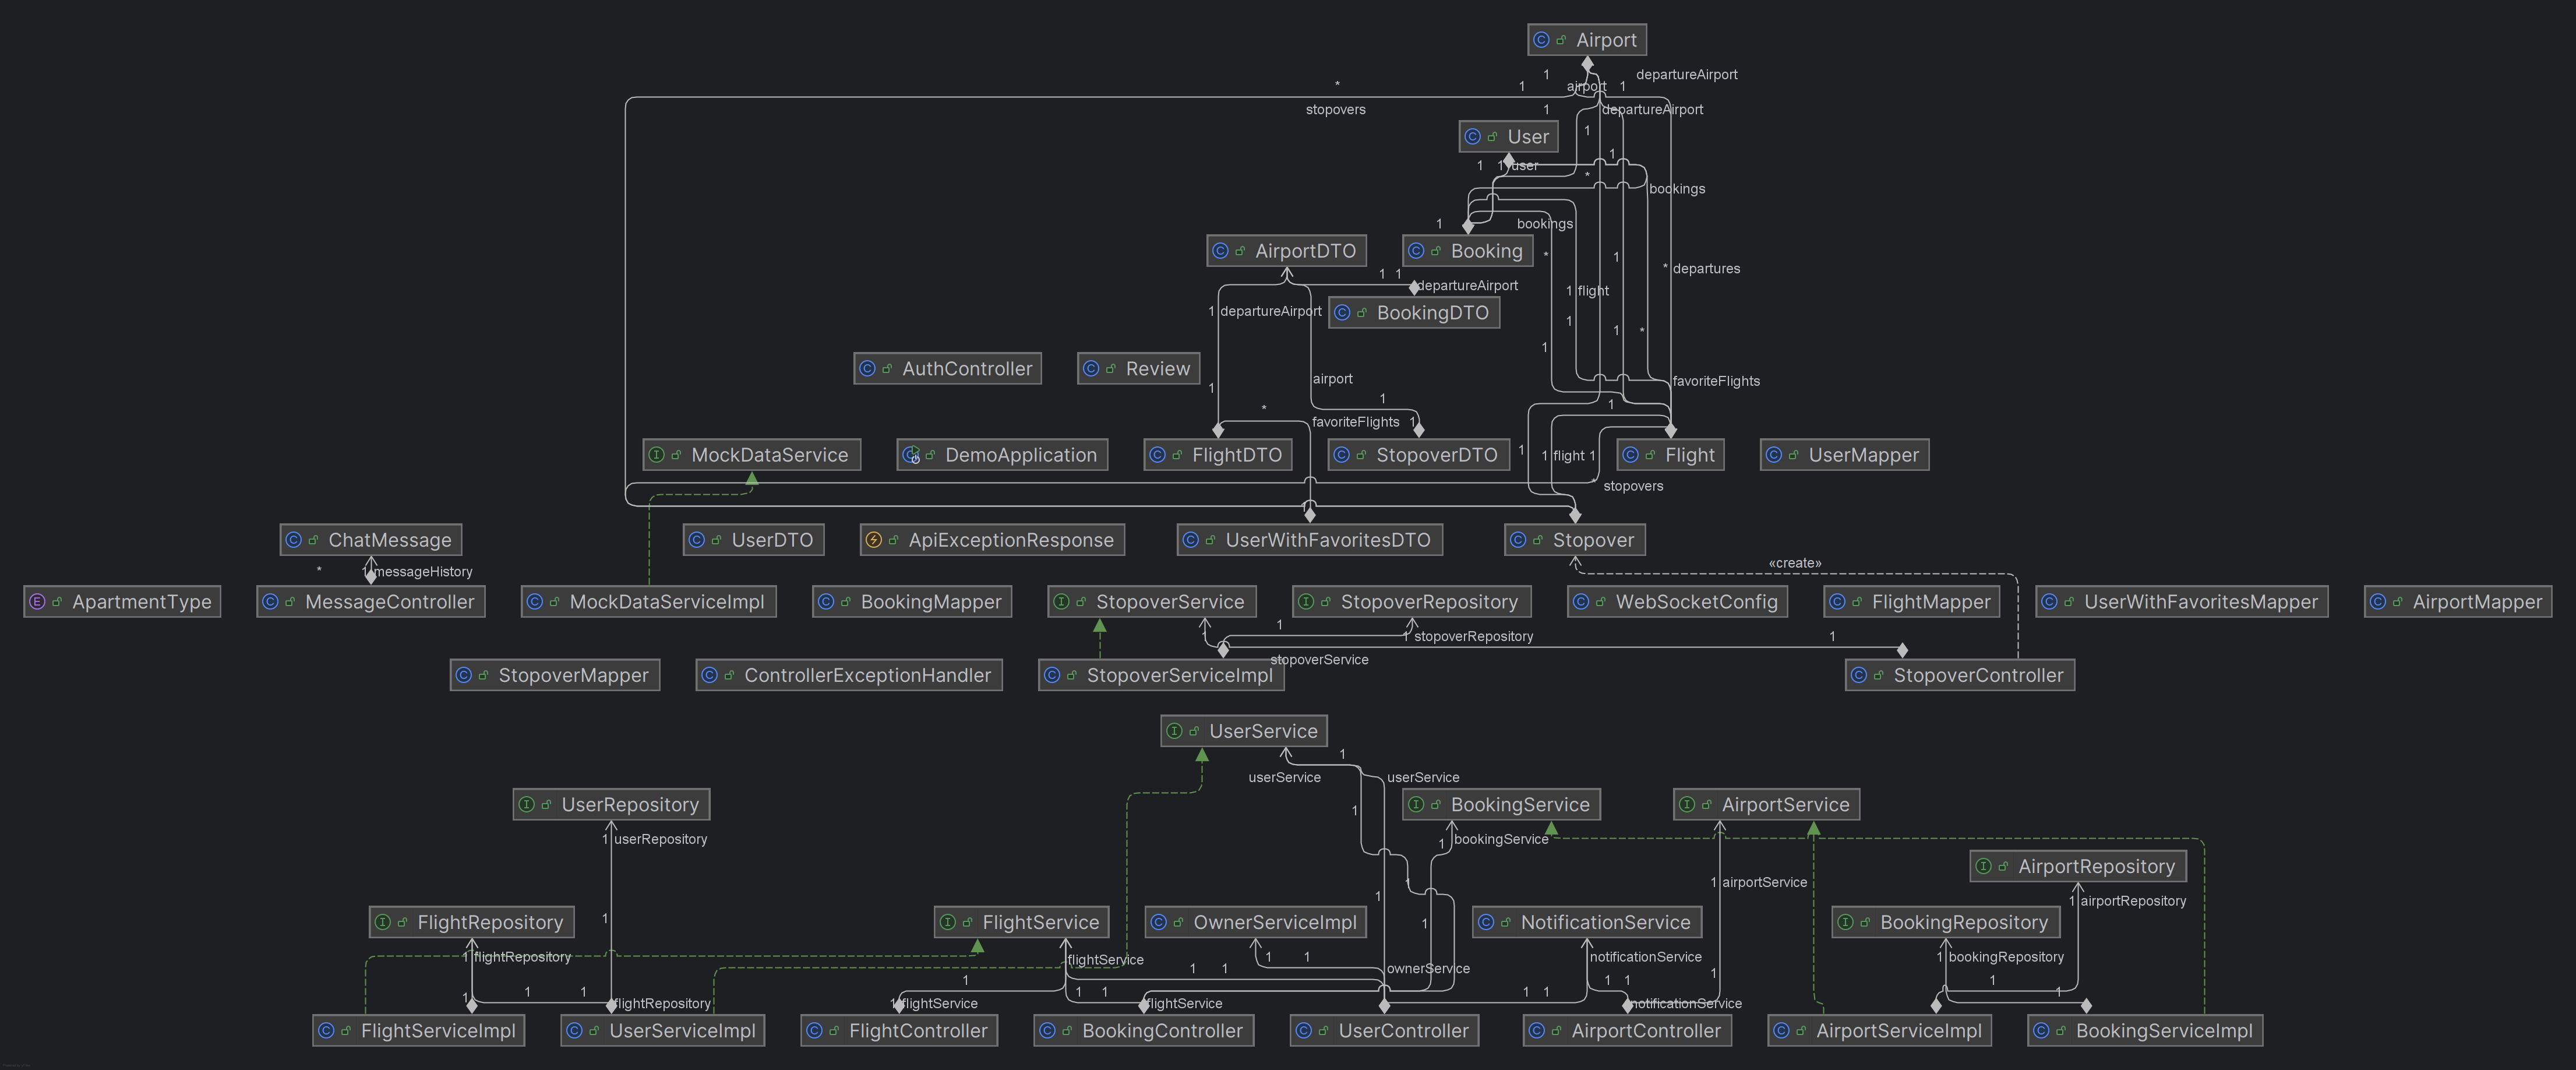 Airport
1
departureAirport
*
1
airport
1
stopovers
1
departureAirport
User
1
1
1
1
user
*
bookings
1
bookings
AirportDTO
Booking
*
1
1
1
departureAirport
* departures
1
flight
1
departureAirport
BookingDTO
1
1
*
1
AuthController
Review
1
airport
favoriteFlights
1
*
1
favoriteFlights
1
MockDataService
DemoApplication
FlightDTO
StopoverDTO
1
1
flight
1
Flight
UserMapper
*
stopovers
1
ChatMessage
UserDTO
ApiExceptionResponse
UserWithFavoritesDTO
Stopover
«create»
*
1
messageHistory
ApartmentType
MessageController
MockDataServiceImpl
BookingMapper
StopoverService
StopoverRepository
WebSocketConfig
FlightMapper
UserWithFavoritesMapper
AirportMapper
1
1
1
stopoverRepository
1
stopoverService
StopoverMapper
ControllerExceptionHandler
StopoverServiceImpl
StopoverController
UserService
1
userService
userService
UserRepository
BookingService
AirportService
1
1
userRepository
1
bookingService
AirportRepository
1
1
airportService
1
1
airportRepository
FlightRepository
1
FlightService
OwnerServiceImpl
1
NotificationService
BookingRepository
1
flightRepository
flightService
1
1
1
1
ownerService
notificationService
1
1
bookingRepository
1
1
1
flightRepository
1
1
flightService
1
1
flightService
1
1
1
1
notificationService
1
1
FlightServiceImpl
UserServiceImpl
FlightController
BookingController
UserController
AirportController
AirportServiceImpl
BookingServiceImpl